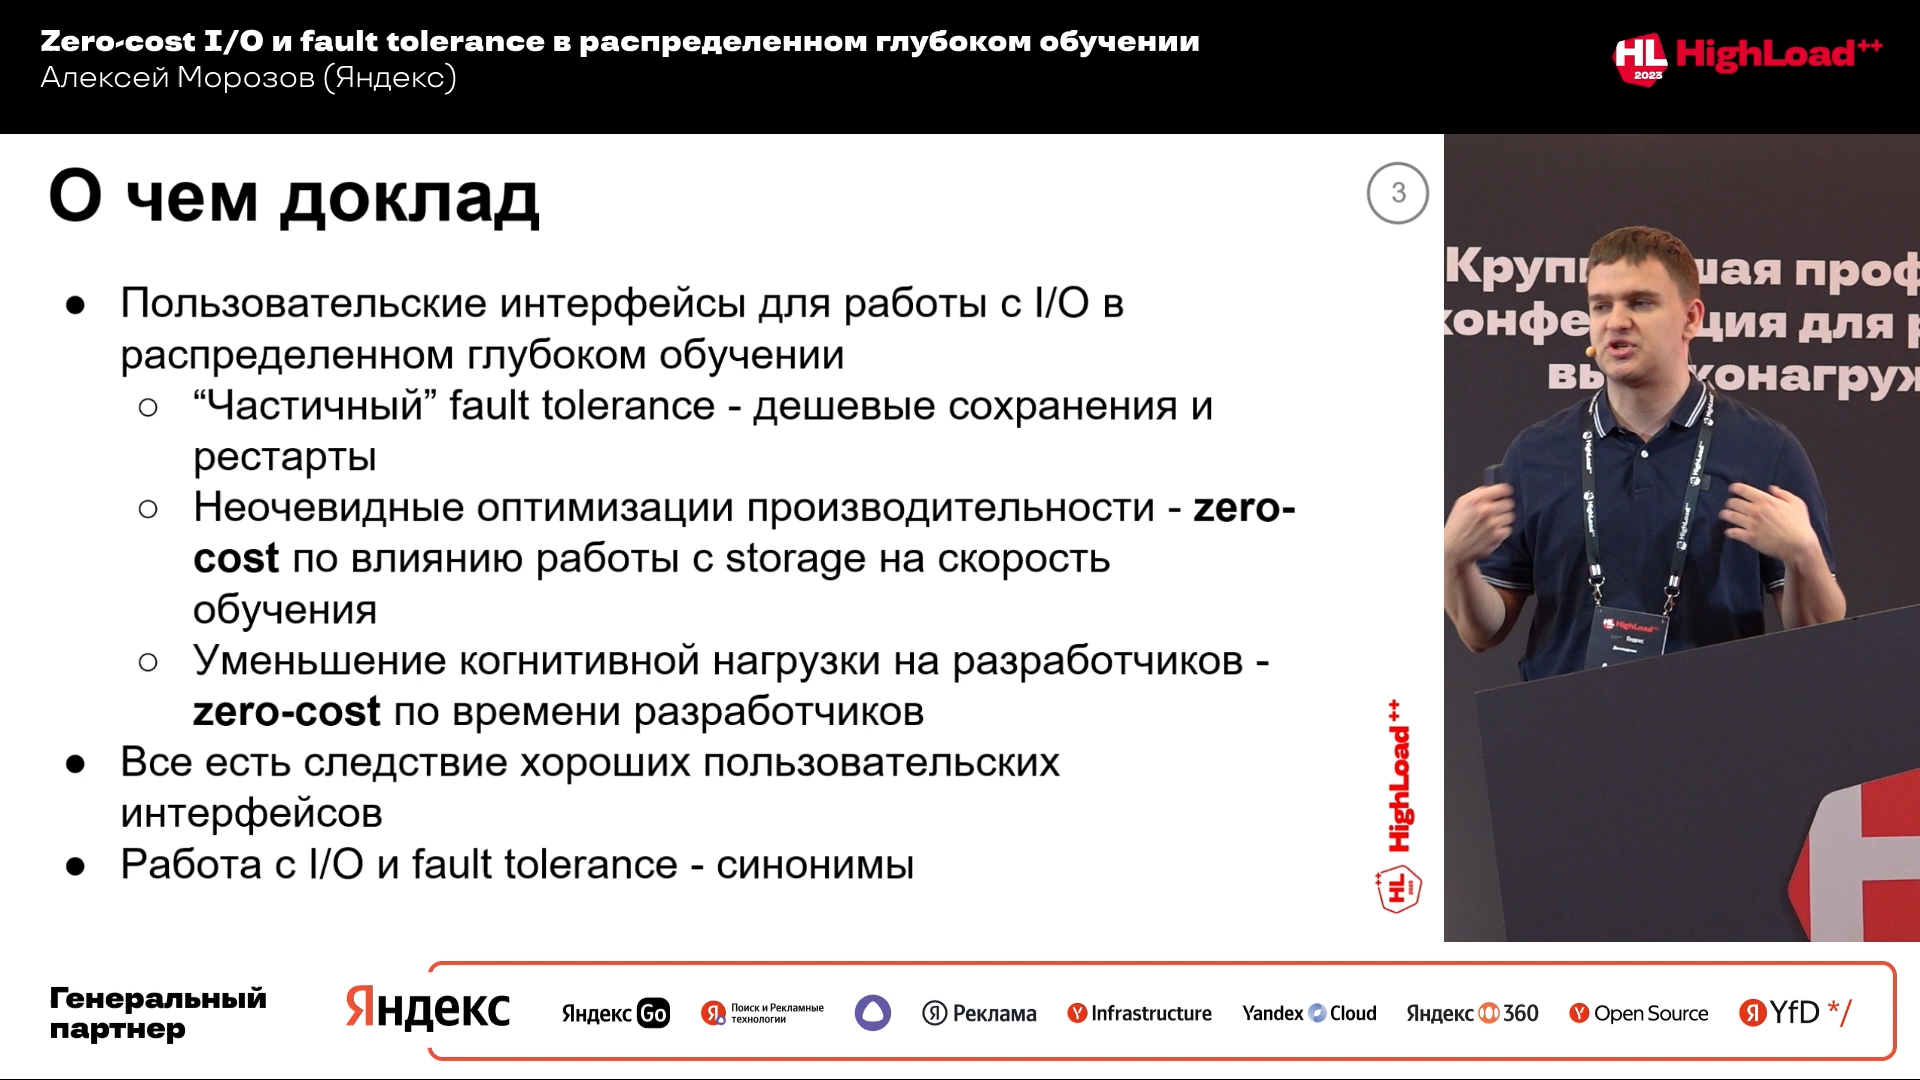 Zero-cost I/O и fault tolerance в распределенном глубоком обучении
Алексей Морозов (Яндекс)
HL 2023 HighLoad++
О чем доклад
3
● Пользовательские интерфейсы для работы с I/O в
распределенном глубоком обучении
○ “Частичный” fault tolerance - дешевые сохранения и
рестарты
○ Неочевидные оптимизации производительности - zero-
cost по влиянию работы с storage на скорость
обучения
○ Уменьшение когнитивной нагрузки на разработчиков -
zero-cost по времени разработчиков
● Все есть следствие хороших пользовательских
интерфейсов
● Работа с I/O и fault tolerance - синонимы
HighLoad++
HL++
HighLoad++
Яндекс
Генеральный
партнер
Яндекс
Яндекс Go
Я Поиск и Рекламные
технологии
Я Реклама
Y Infrastructure
Yandex Cloud
Яндекс 360
Y Open Source
Я YfD */